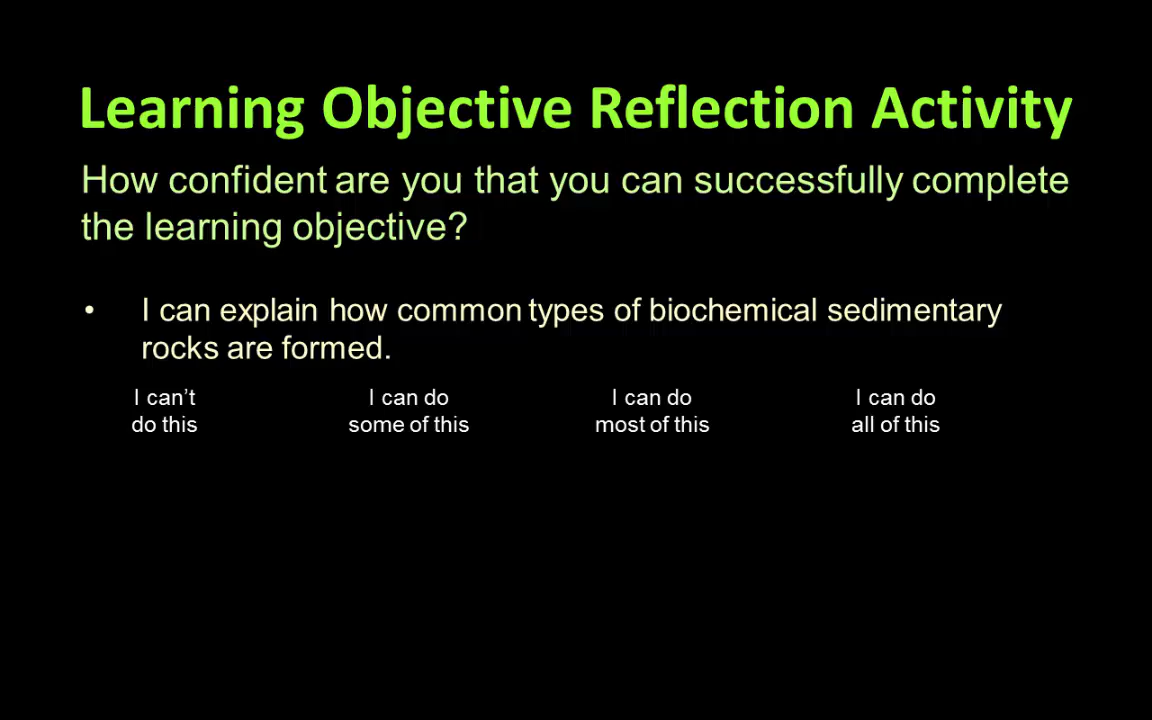 Learning Objective Reflection Activity
How confident are you that you can successfully complete
the learning objective?
• I can explain how common types of biochemical sedimentary
rocks are formed.
I can't do this
I can do some of this
I can do most of this
I can do all of this